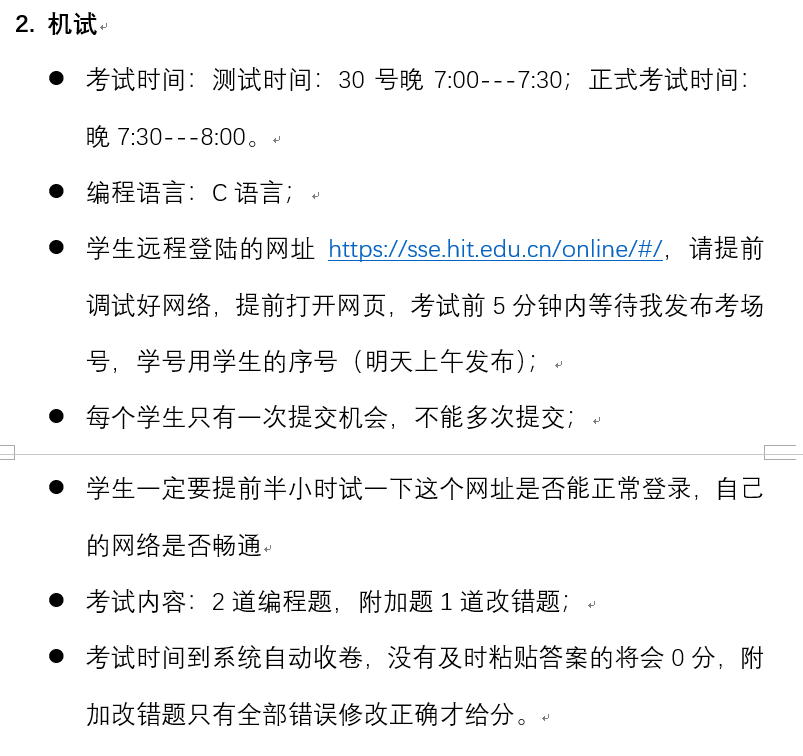 2. 机试
● 考试时间：测试时间：30 号晚 7:00---7:30；正式考试时间：
晚 7:30---8:00。
● 编程语言：C 语言；
● 学生远程登陆的网址 https://sse.hit.edu.cn/online/#/，请提前
调试好网络，提前打开网页，考试前 5 分钟内等待我发布考场
号，学号用学生的序号（明天上午发布）；
● 每个学生只有一次提交机会，不能多次提交；
● 学生一定要提前半小时试一下这个网址是否能正常登录，自己
的网络是否畅通
● 考试内容：2 道编程题，附加题 1 道改错题；
● 考试时间到系统自动收卷，没有及时粘贴答案的将会 0 分，附
加改错题只有全部错误修改正确才给分。